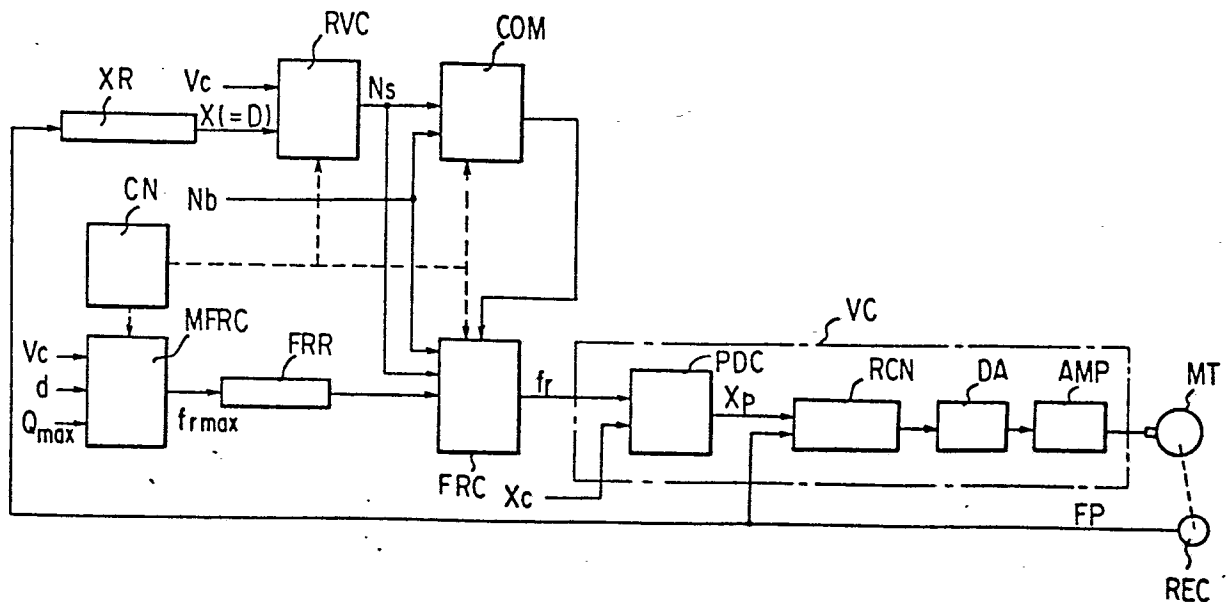 RVC
COM
XR
Vc
Ns
X(=D)
CN
Nb
MFRC
FRR
VC
Vc
d
Qmax
frmax
fr
PDC
RCN
DA
AMP
MT
Xp
FRC
Xc
FP
REC